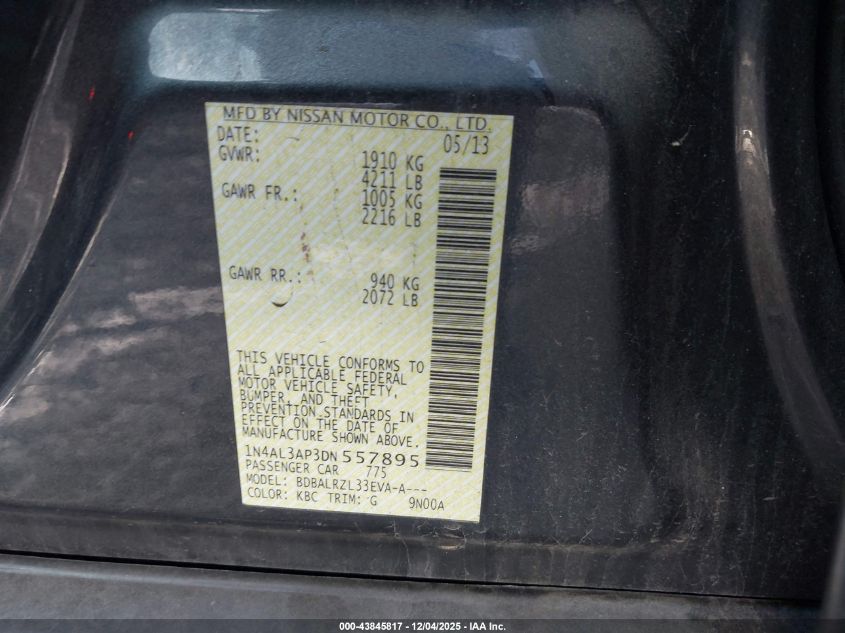 MFD BY NISSAN MOTOR CO., LTD.
DATE: 05/13
GVWR: 1910 KG
4211 LB
GAWR FR.: 1005 KG
2216 LB
GAWR RR.: 940 KG
2072 LB
THIS VEHICLE CONFORMS TO
ALL APPLICABLE FEDERAL
MOTOR VEHICLE SAFETY,
BUMPER, AND THEFT
PREVENTION STANDARDS IN
EFFECT ON THE DATE OF
MANUFACTURE SHOWN ABOVE.
1N4AL3AP3DN 557895
PASSENGER CAR 775
MODEL: BDBALRZL33EVA-A---
COLOR: KBC TRIM: G 9N00A
000-43845817 - 12/04/2025 - IAA Inc.